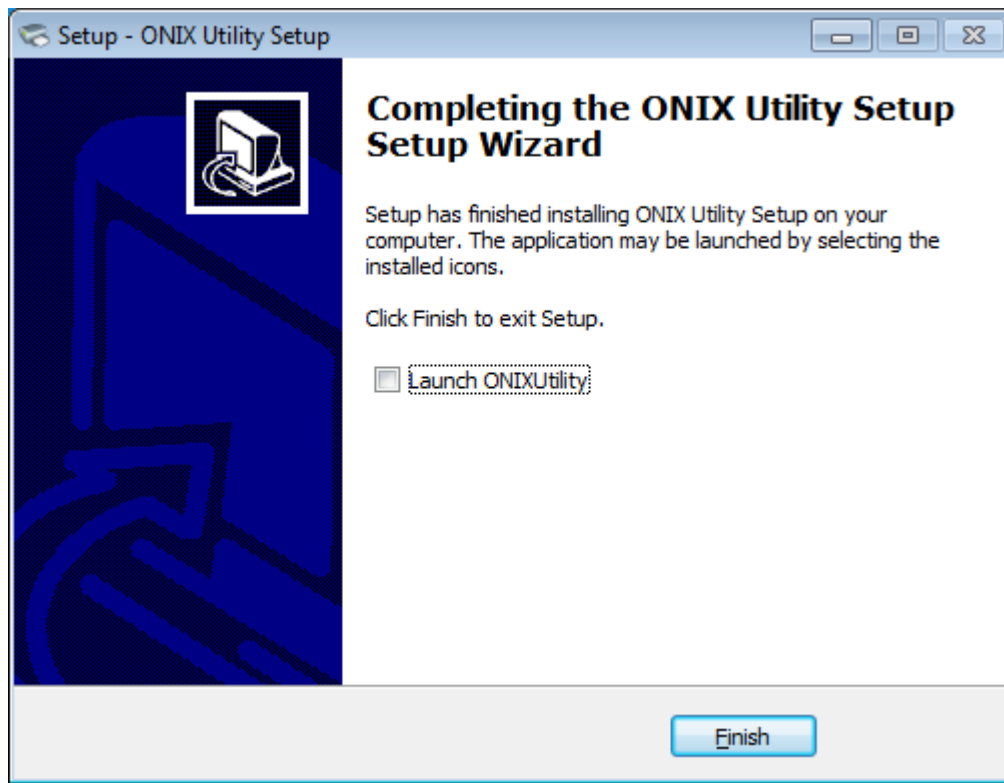 Setup - ONIX Utility Setup
Completing the ONIX Utility Setup
Setup Wizard
Setup has finished installing ONIX Utility Setup on your
computer. The application may be launched by selecting the
installed icons.
Click Finish to exit Setup.
Launch ONIXUtility
Finish